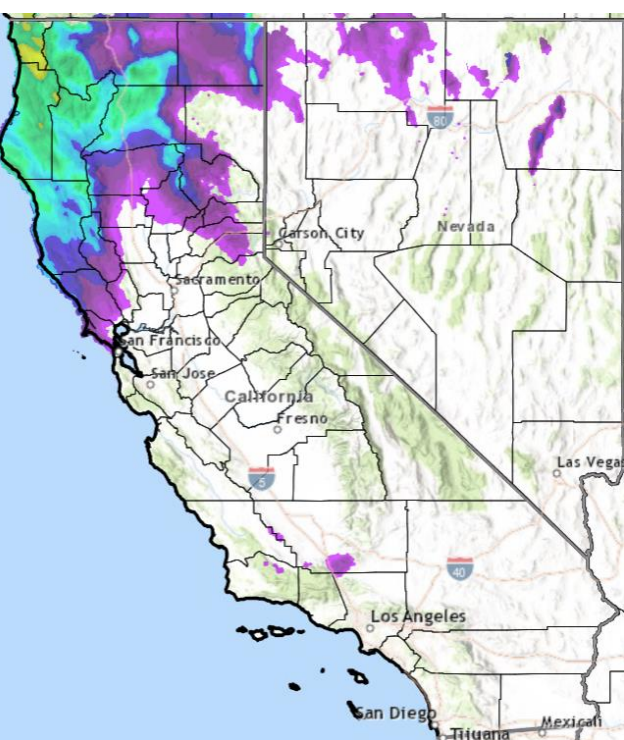 80
Nevada
Carson City
Sacramento
San Francisco
San Jose
California
Fresno
Las Vegas
5
40
Los Angeles
San Diego
Mexicali
Tijuana